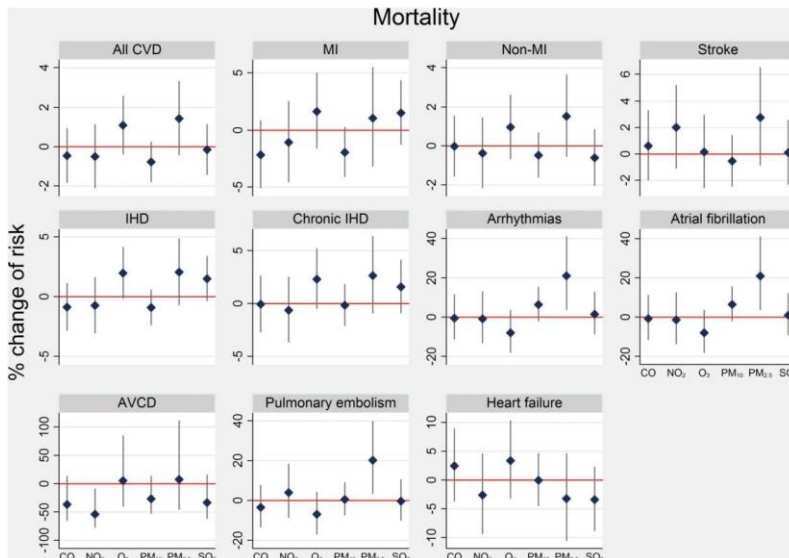 Mortality
All CVD MI Non-MI Stroke
4 2 0 -2
5 0 -5
4 2 0 -2
6 4 2 0 -2
IHD Chronic IHD Arrhythmias Atrial fibrillation
5 0 -5
5 0 -5
40 20 0 -20
40 20 0 -20
% change of risk
CO NO₂ O₃ PM₁₀ PM₂.₅
AVCD Pulmonary embolism Heart failure
100 50 0 -50 -100
40 20 0 -20
10 5 0 -5 -10